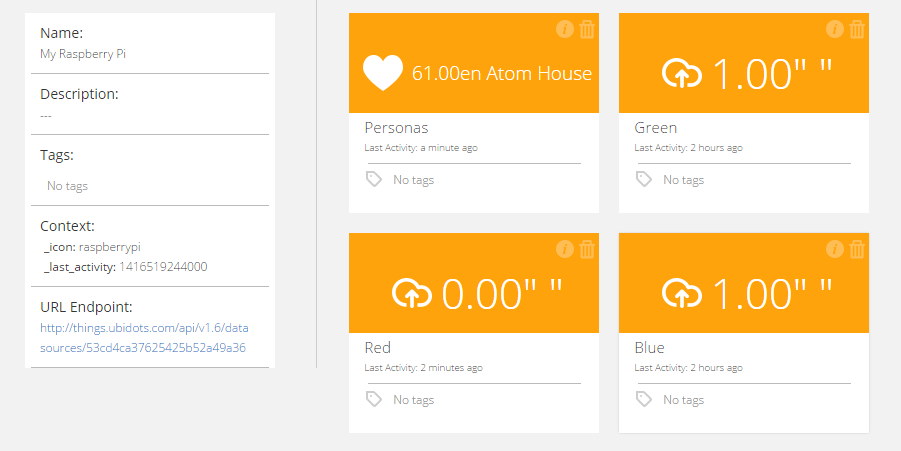 Name:
My Raspberry Pi
Description:
---
Tags:
No tags
Context:
_icon: raspberrypi
_last_activity: 1416519244000
URL Endpoint:
http://things.ubidots.com/api/v1.6/data
sources/53cd4ca37625425b52a49a36
61.00en Atom House
Personas
Last Activity: a minute ago
No tags
1.00" "
Green
Last Activity: 2 hours ago
No tags
0.00" "
Red
Last Activity: 2 minutes ago
No tags
1.00" "
Blue
Last Activity: 2 hours ago
No tags